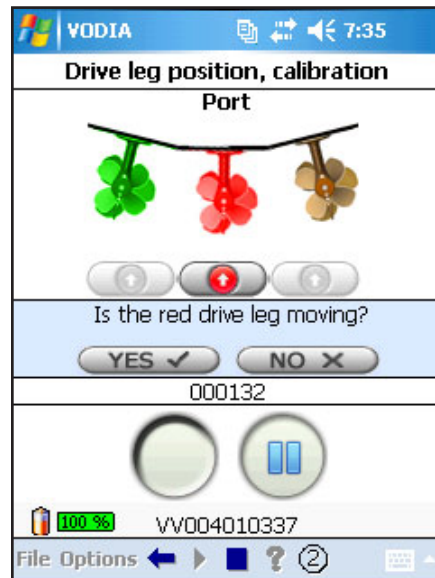 VODIA 7:35
Drive leg position, calibration
Port
Is the red drive leg moving?
YES NO
000132
100 % VV004010337
File Options ? 2